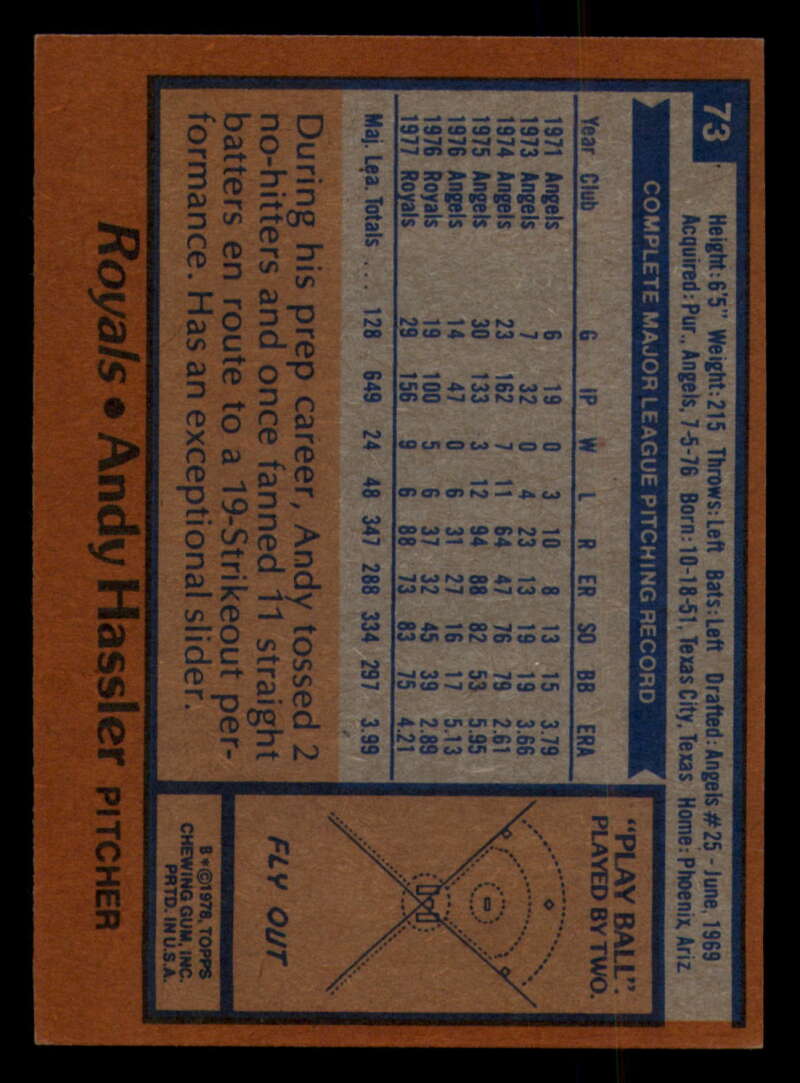 73
Height: 6'5" Weight: 215 Throws: Left Bats: Left Drafted: Angels #25 - June, 1969
Acquired: Pur., Angels, 7-5-76 Born: 10-18-51, Texas City, Texas Home: Phoenix, Ariz
COMPLETE MAJOR LEAGUE PITCHING RECORD
Year Club G IP W L R ER SO BB ERA
1971 Angels 6 19 0 3 10 8 13 15 3.79
1973 Angels 7 32 0 4 23 13 19 19 3.66
1974 Angels 23 162 7 11 64 47 76 79 2.61
1975 Angels 30 133 3 12 94 88 82 53 5.95
1976 Angels 14 47 0 6 31 27 16 17 5.13
1976 Royals 19 100 5 6 37 32 45 39 2.89
1977 Royals 29 156 9 6 88 73 83 75 4.21
Maj. Lea. Totals .... 128 649 24 48 347 288 334 297 3.99
During his prep career, Andy tossed 2
no-hitters and once fanned 11 straight
batters en route to a 19-Strikeout per-
formance. Has an exceptional slider.
"PLAY BALL"
PLAYED BY TWO.
FLY OUT
B*©1978, TOPPS
CHEWING GUM, INC.
PRTD. IN U.S.A.
Royals • Andy Hassler PITCHER